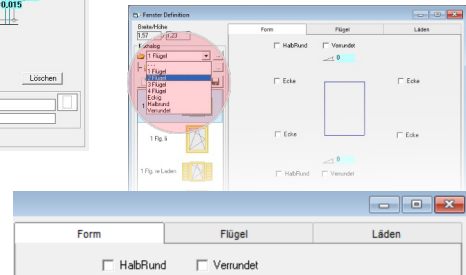 0,015
Löschen
Fenster Definition
Breite/Höhe
1,57
1,23
Katalog
1 Flügel
1 Flügel
3 Flügel
4 Flügel
Eckig
Halbrund
Verrundet
1 Flg. li
1 Flg. re Laden
Form Flügel Läden
HalbRund Verrundet
0
Ecke Ecke
Ecke Ecke
0
HalbRund Verrundet
Form Flügel Läden
HalbRund Verrundet